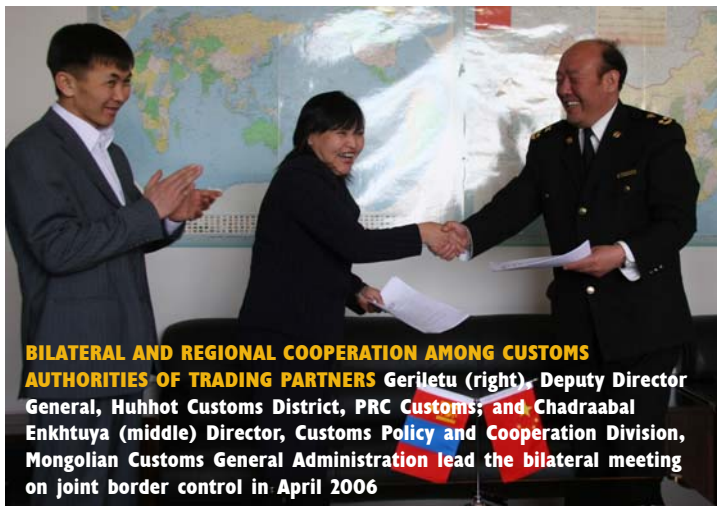 BILATERAL AND REGIONAL COOPERATION AMONG CUSTOMS
AUTHORITIES OF TRADING PARTNERS Geriletu (right), Deputy Director
General, Huhhot Customs District, PRC Customs; and Chadraabal
Enkhtuya (middle) Director, Customs Policy and Cooperation Division,
Mongolian Customs General Administration lead the bilateral meeting
on joint border control in April 2006